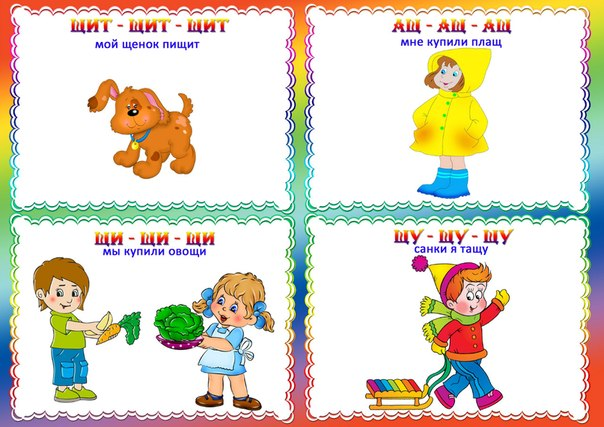 ЩИТ - ЩИТ - ЩИТ
мой щенок пищит
АЩ - АЩ - АЩ
мне купили плащ
ЩИ - ЩИ - ЩИ
мы купили овощи
ЩУ - ЩУ - ЩУ
санки я тащу